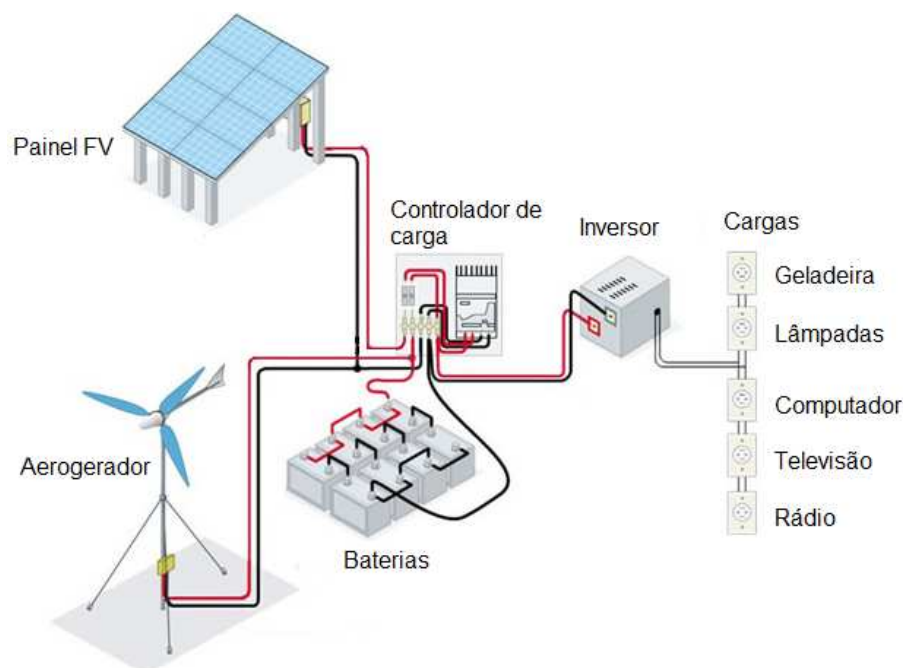 Painel FV
Controlador de
carga
Inversor
Cargas
Geladeira
Lâmpadas
Computador
Televisão
Rádio
Aerogerador
Baterias